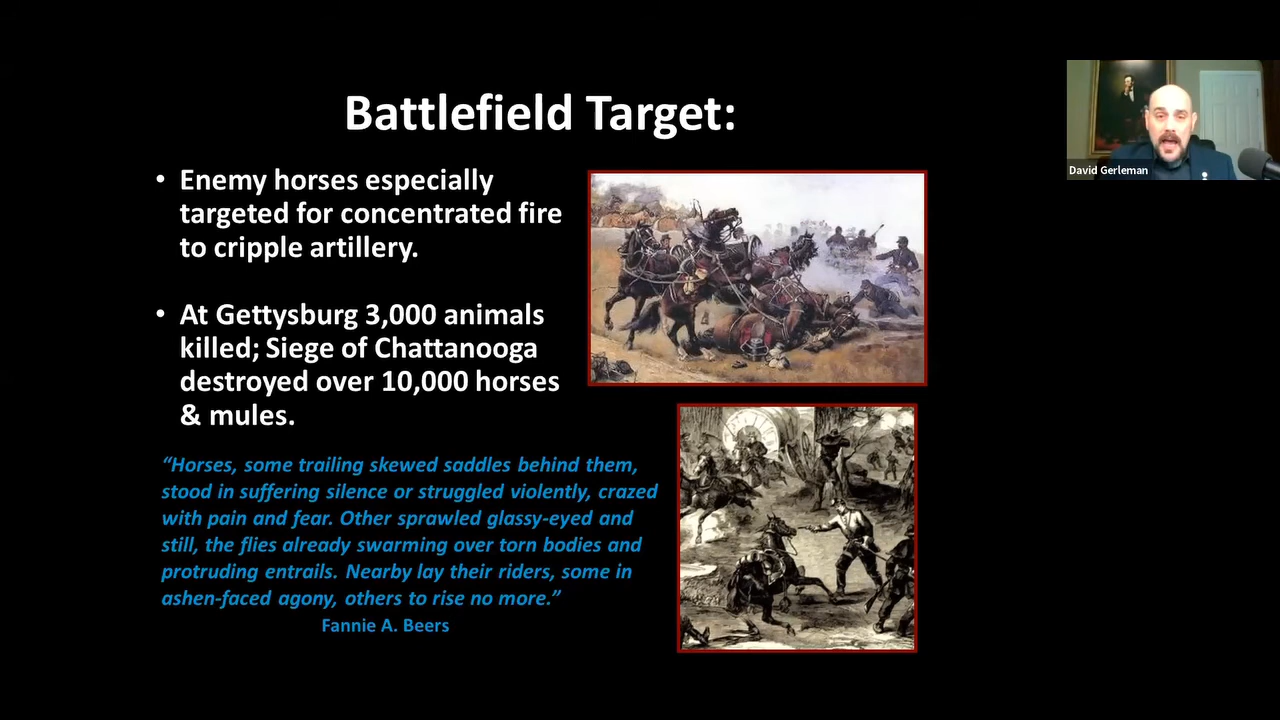 Battlefield Target:
• Enemy horses especially
targeted for concentrated fire
to cripple artillery.
• At Gettysburg 3,000 animals
killed; Siege of Chattanooga
destroyed over 10,000 horses
& mules.
“Horses, some trailing skewed saddles behind them,
stood in suffering silence or struggled violently, crazed
with pain and fear. Other sprawled glassy-eyed and
still, the flies already swarming over torn bodies and
protruding entrails. Nearby lay their riders, some in
ashen-faced agony, others to rise no more.”
Fannie A. Beers
David Gerleman